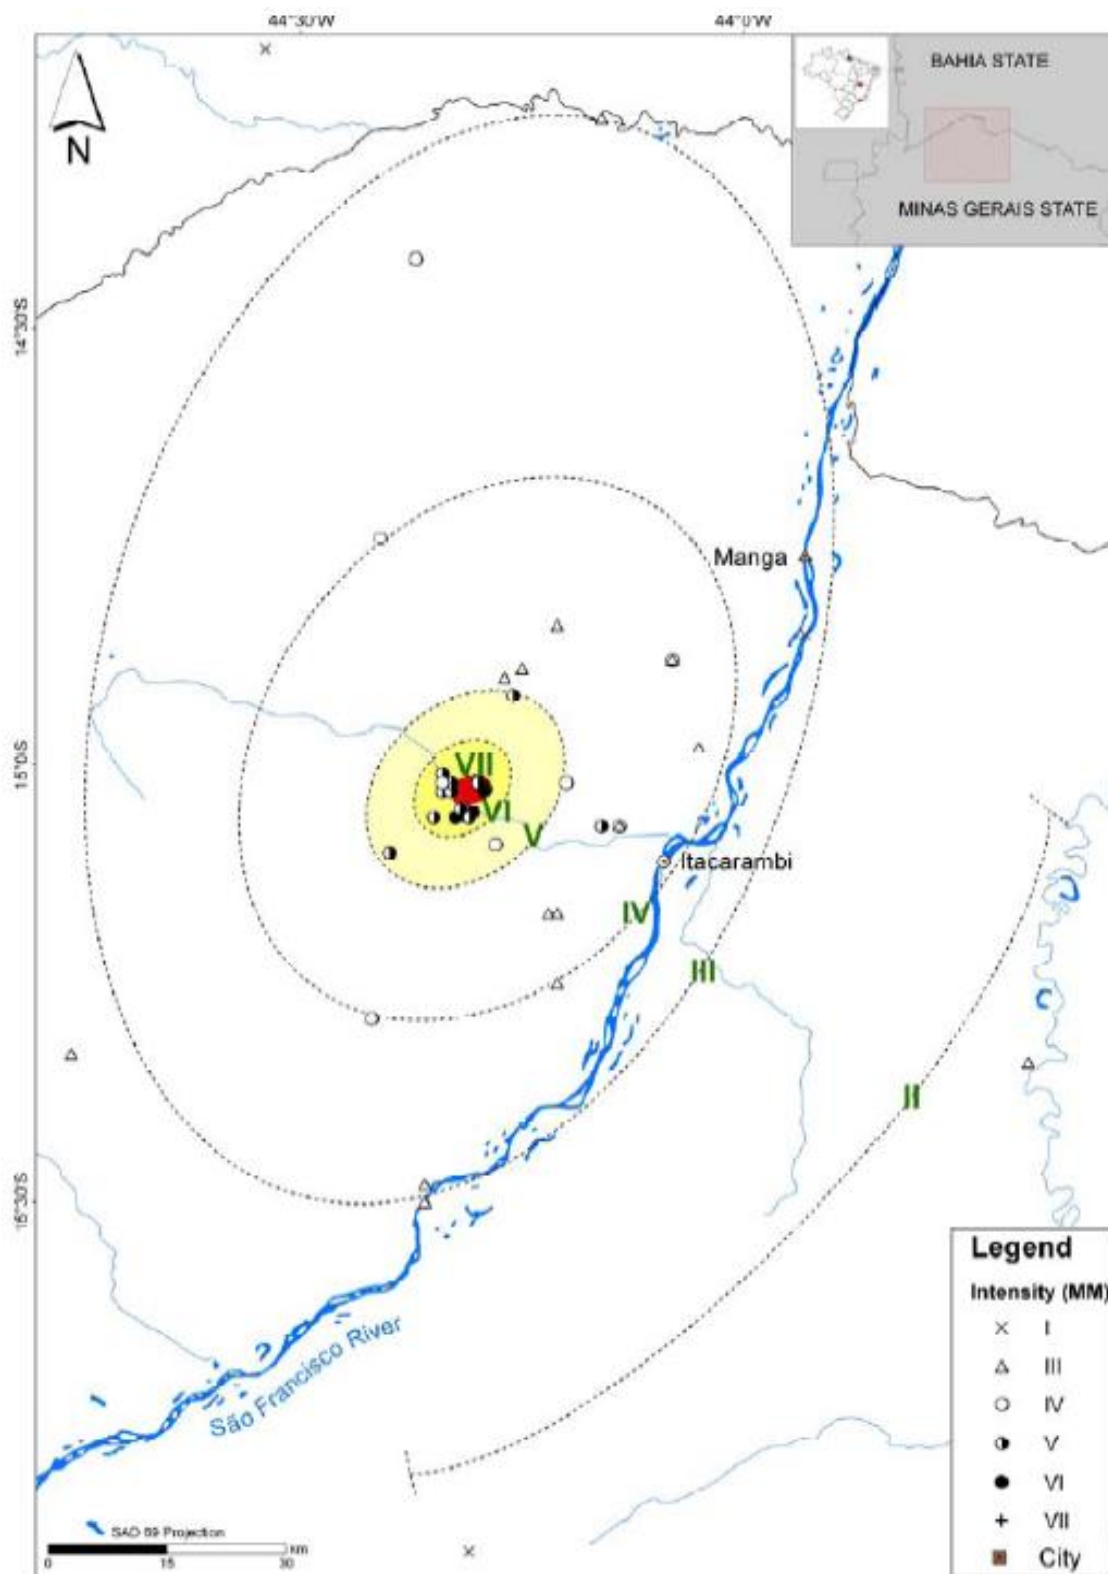 44°30'W
44°0'W
BAHIA STATE
MINAS GERAIS STATE
N
14°30'S
Manga
VII
15°0'S
VI
V
Itacarambi
IV
III
II
15°30'S
Legend
Intensity (MM)
I
III
IV
V
VI
VII
City
São Francisco River
SAD 69 Projection
0 15 30 km